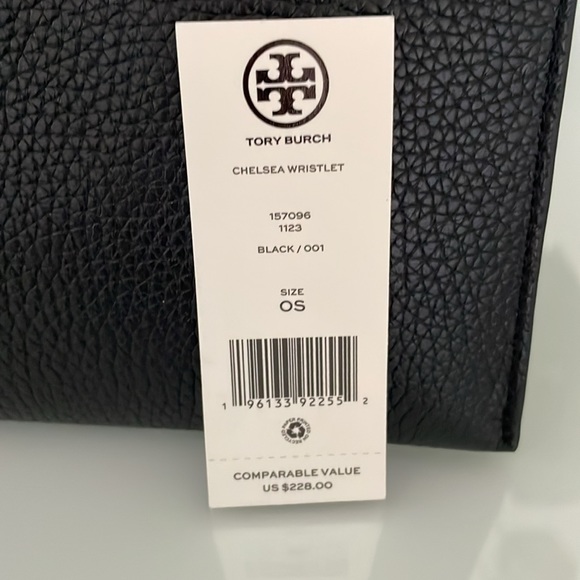 TORY BURCH
CHELSEA WRISTLET
157096
1123
BLACK / 001
SIZE
OS
1 96133 92255 2
COMPARABLE VALUE
US $228.00